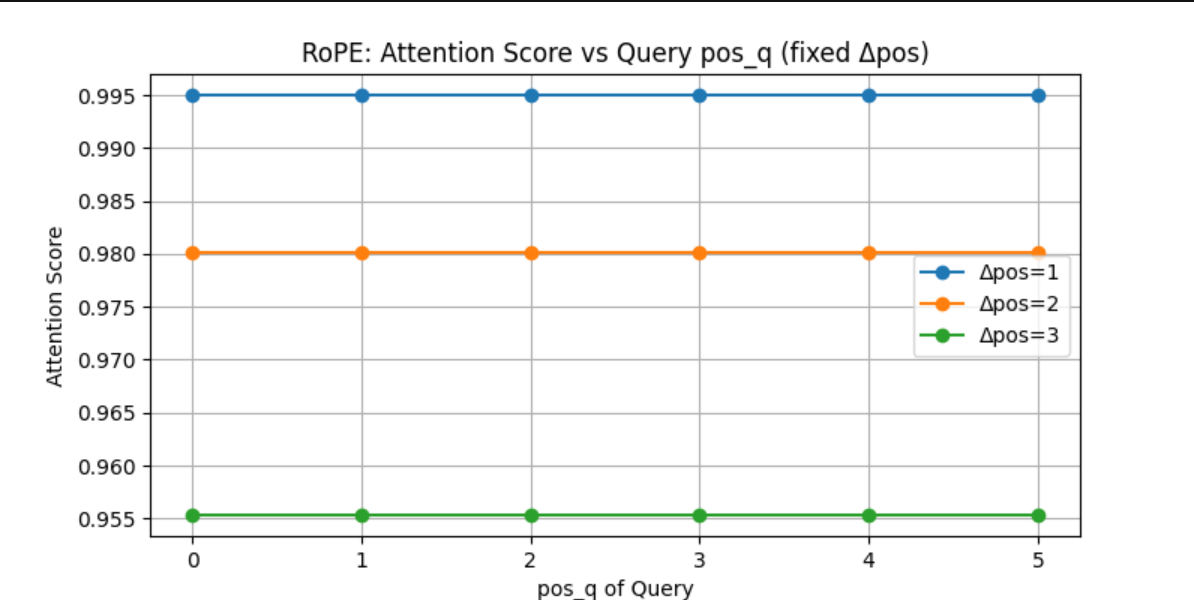 RoPE: Attention Score vs Query pos_q (fixed Δpos)
0.995
0.990
0.985
0.980
0.975
0.970
0.965
0.960
0.955
Attention Score
Δpos=1
Δpos=2
Δpos=3
0 1 2 3 4 5
pos_q of Query